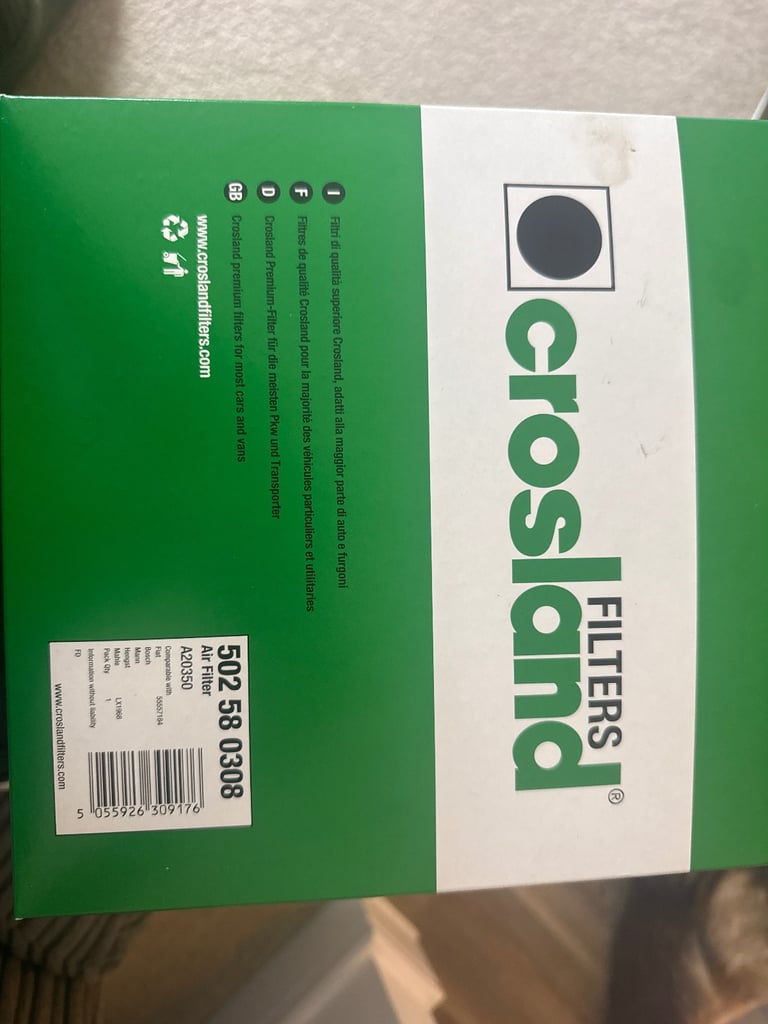 FILTERS
crosland®
I Filtri di qualità superiore Crosland, adatti alla maggior parte di auto e furgoni
F Filtres de qualité Crosland pour la majorité des véhicules particuliers et utilitaries
D Crosland Premium-Filter für die meisten Pkw und Transporter
GB Crosland premium filters for most cars and vans
www.croslandfilters.com
502 58 0308
Air Filter
A20350
Comparable with
Fiat 55557164
Bosch
Mann
Hengst
Mahle LX1968
Pack Qty 1
Information without liability
FD
5 055926 309176
www.croslandfilters.com